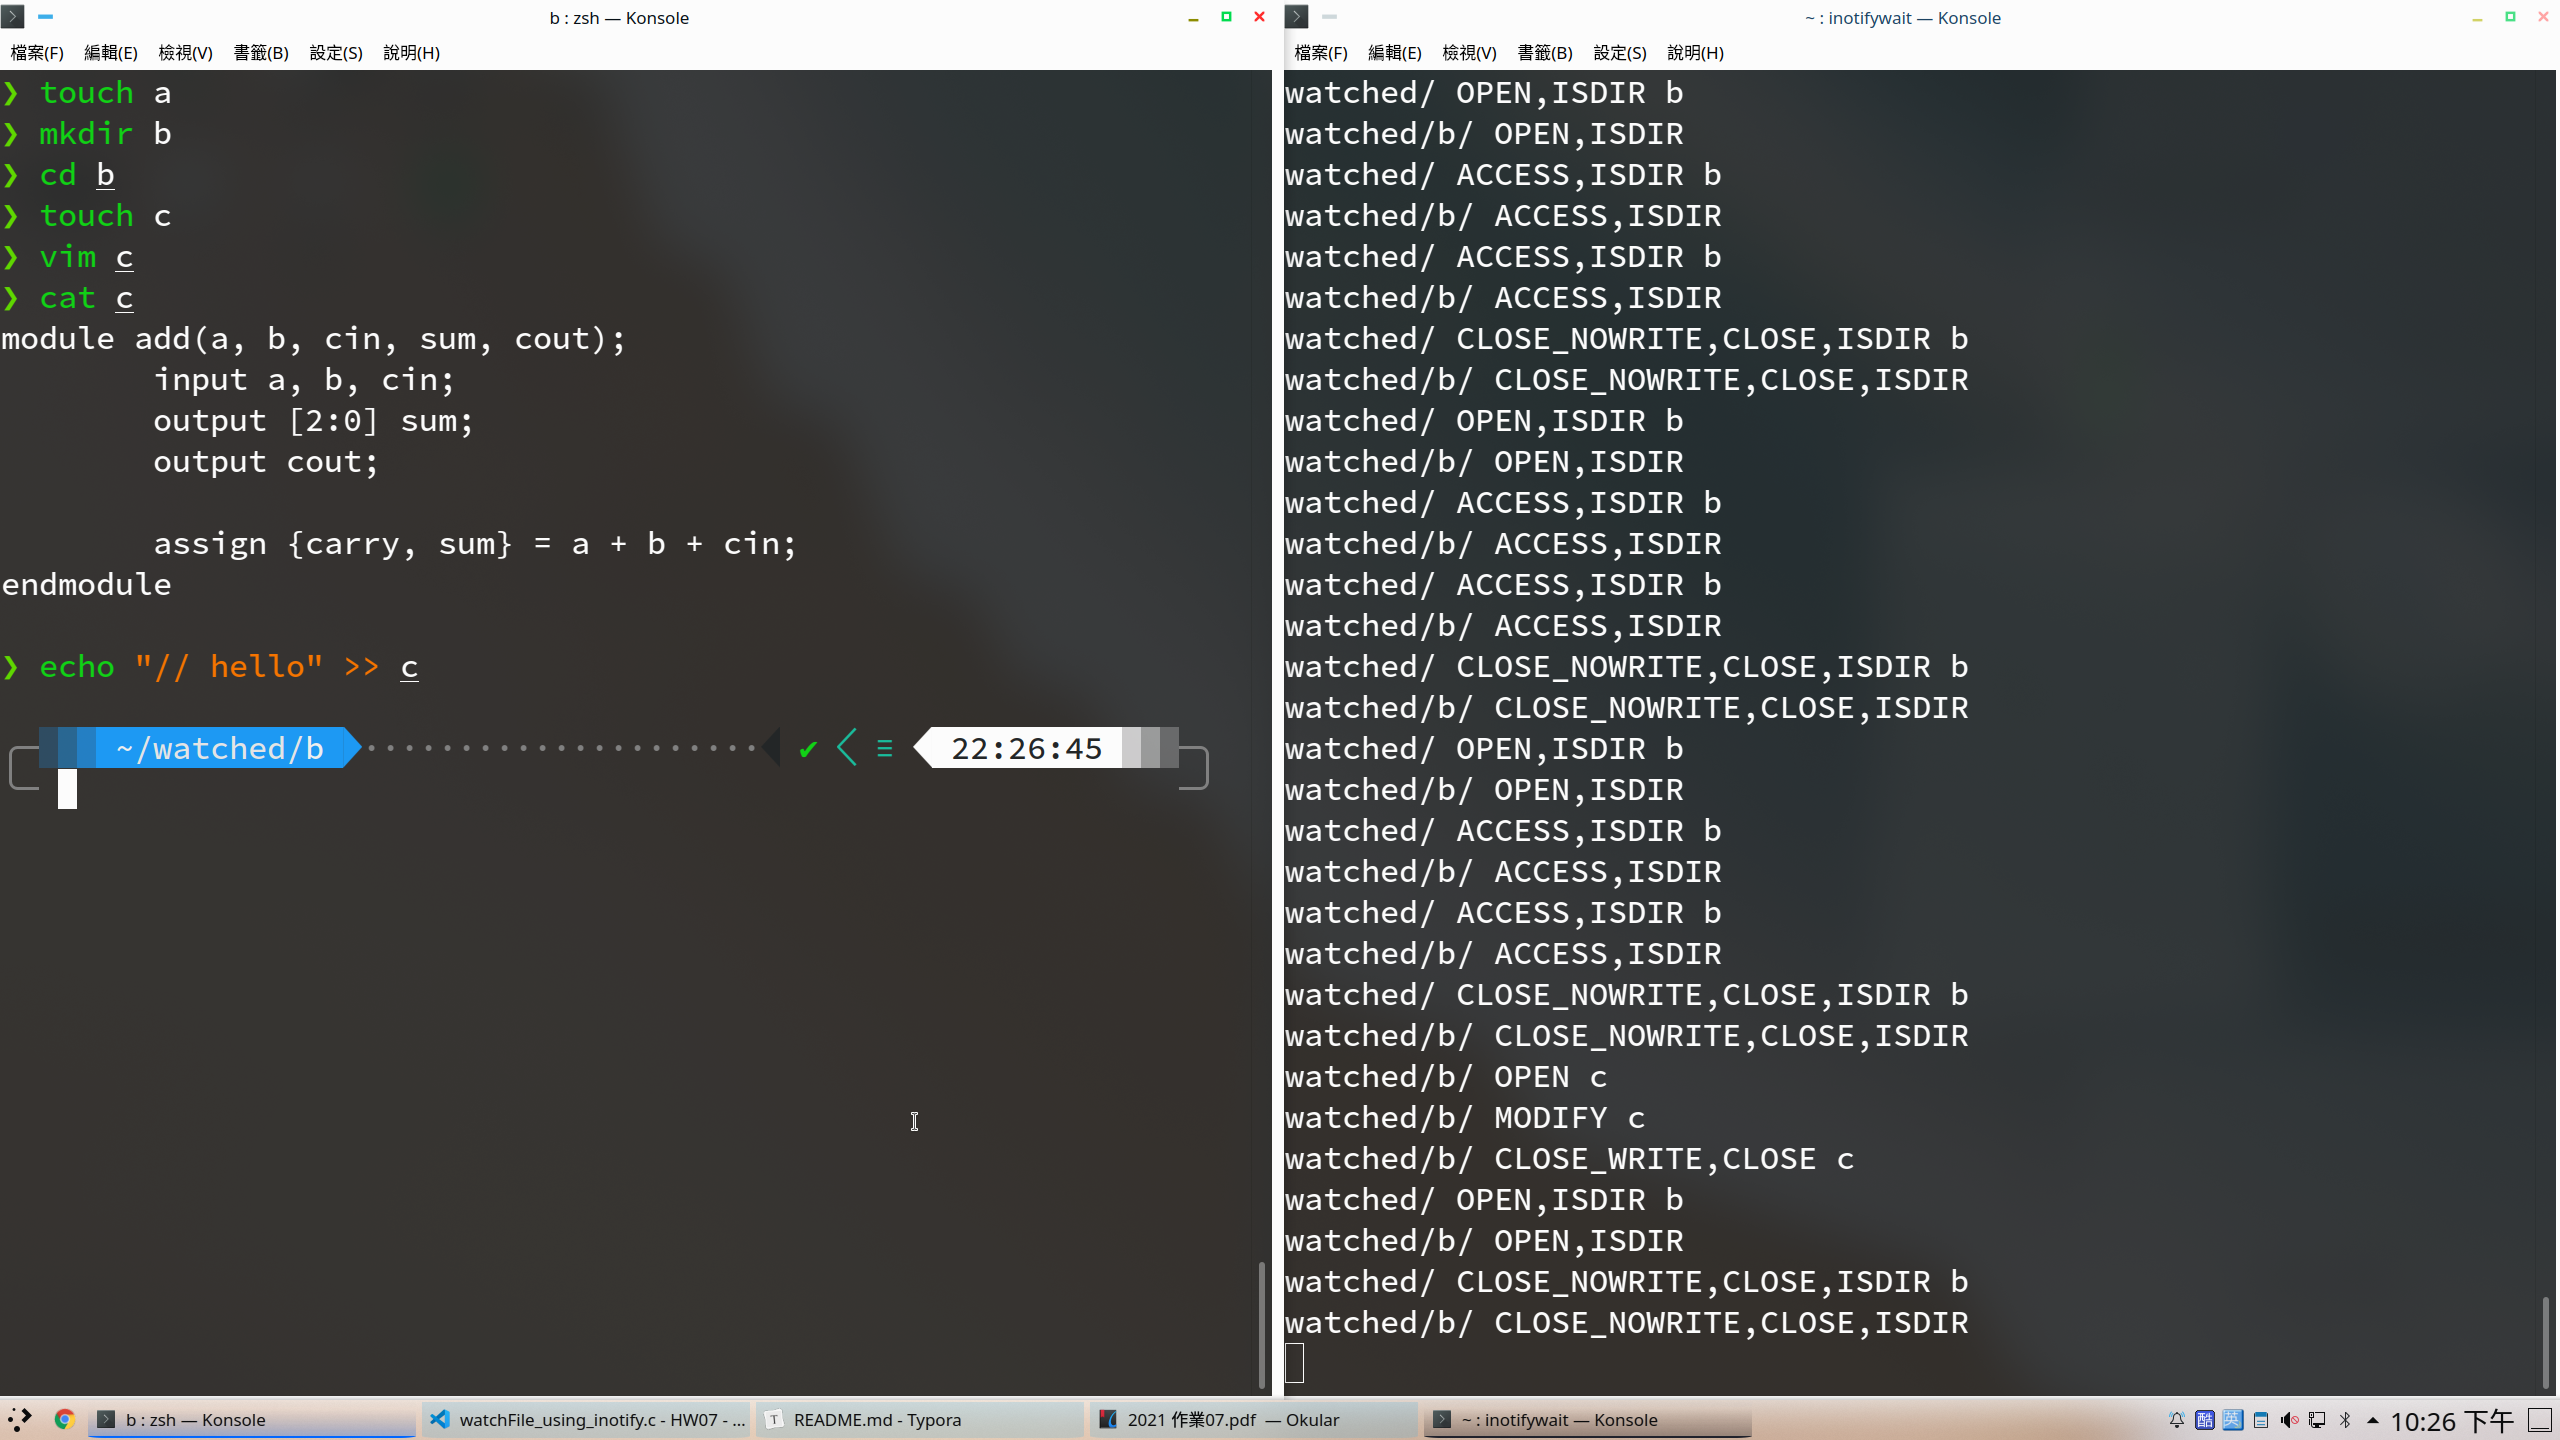 b : zsh — Konsole
檔案(F) 編輯(E) 檢視(V) 書籤(B) 設定(S) 說明(H)
❯ touch a
❯ mkdir b
❯ cd b
❯ touch c
❯ vim c
❯ cat c
module add(a, b, cin, sum, cout);
        input a, b, cin;
        output [2:0] sum;
        output cout;

        assign {carry, sum} = a + b + cin;
endmodule

❯ echo "// hello" >> c
~/watched/b ✔ ≡ 22:26:45
~ : inotifywait — Konsole
檔案(F) 編輯(E) 檢視(V) 書籤(B) 設定(S) 說明(H)
watched/ OPEN,ISDIR b
watched/b/ OPEN,ISDIR
watched/ ACCESS,ISDIR b
watched/b/ ACCESS,ISDIR
watched/ ACCESS,ISDIR b
watched/b/ ACCESS,ISDIR
watched/ CLOSE_NOWRITE,CLOSE,ISDIR b
watched/b/ CLOSE_NOWRITE,CLOSE,ISDIR
watched/ OPEN,ISDIR b
watched/b/ OPEN,ISDIR
watched/ ACCESS,ISDIR b
watched/b/ ACCESS,ISDIR
watched/ ACCESS,ISDIR b
watched/b/ ACCESS,ISDIR
watched/ CLOSE_NOWRITE,CLOSE,ISDIR b
watched/b/ CLOSE_NOWRITE,CLOSE,ISDIR
watched/ OPEN,ISDIR b
watched/b/ OPEN,ISDIR
watched/ ACCESS,ISDIR b
watched/b/ ACCESS,ISDIR
watched/ ACCESS,ISDIR b
watched/b/ ACCESS,ISDIR
watched/ CLOSE_NOWRITE,CLOSE,ISDIR b
watched/b/ CLOSE_NOWRITE,CLOSE,ISDIR
watched/b/ OPEN c
watched/b/ MODIFY c
watched/b/ CLOSE_WRITE,CLOSE c
watched/ OPEN,ISDIR b
watched/b/ OPEN,ISDIR
watched/ CLOSE_NOWRITE,CLOSE,ISDIR b
watched/b/ CLOSE_NOWRITE,CLOSE,ISDIR
b : zsh — Konsole
watchFile_using_inotify.c - HW07 - ...
T README.md - Typora
2021 作業07.pdf — Okular
~ : inotifywait — Konsole
酷 英 10:26 下午